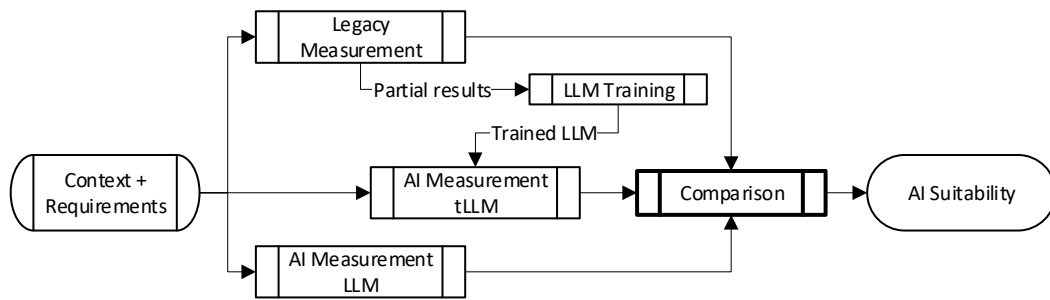 Legacy
Measurement
Partial results
LLM Training
Trained LLM
Context +
Requirements
AI Measurement
tLLM
Comparison
AI Suitability
AI Measurement
LLM